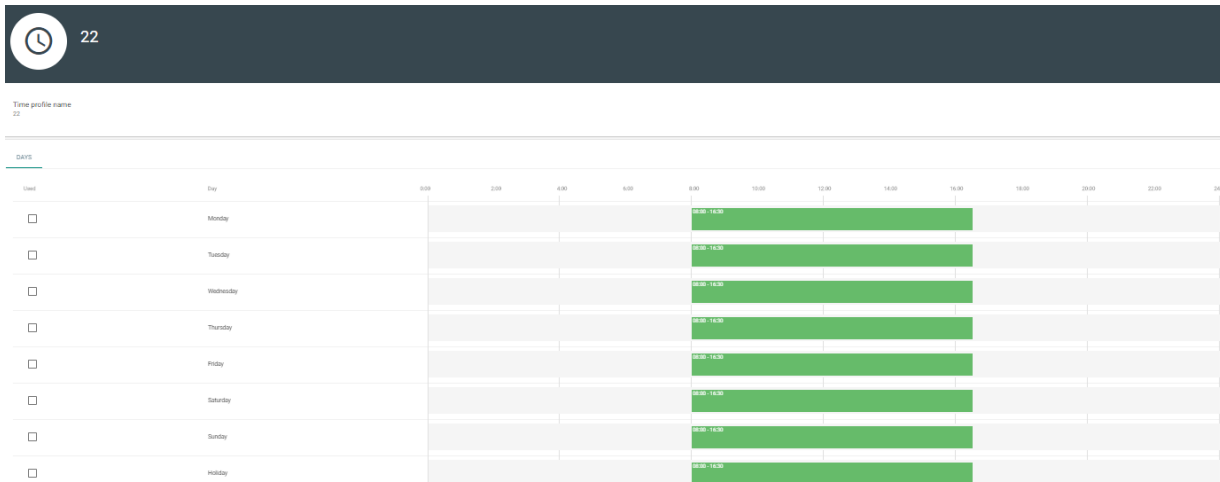 22
Time profile name
22
DAYS
Used Day 0:00 2:00 4:00 6:00 8:00 10:00 12:00 14:00 16:00 18:00 20:00 22:00 24
Monday 08:00 - 16:30
Tuesday 08:00 - 16:30
Wednesday 08:00 - 16:30
Thursday 08:00 - 16:30
Friday 08:00 - 16:30
Saturday 08:00 - 16:30
Sunday 08:00 - 16:30
Holiday 08:00 - 16:30